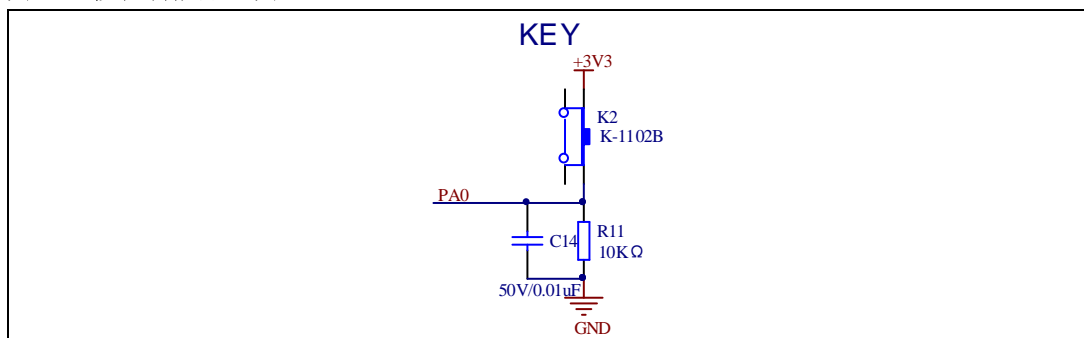 KEY
+3V3
K2
K-1102B
PA0
R11
C14
10KΩ
50V/0.01uF
GND